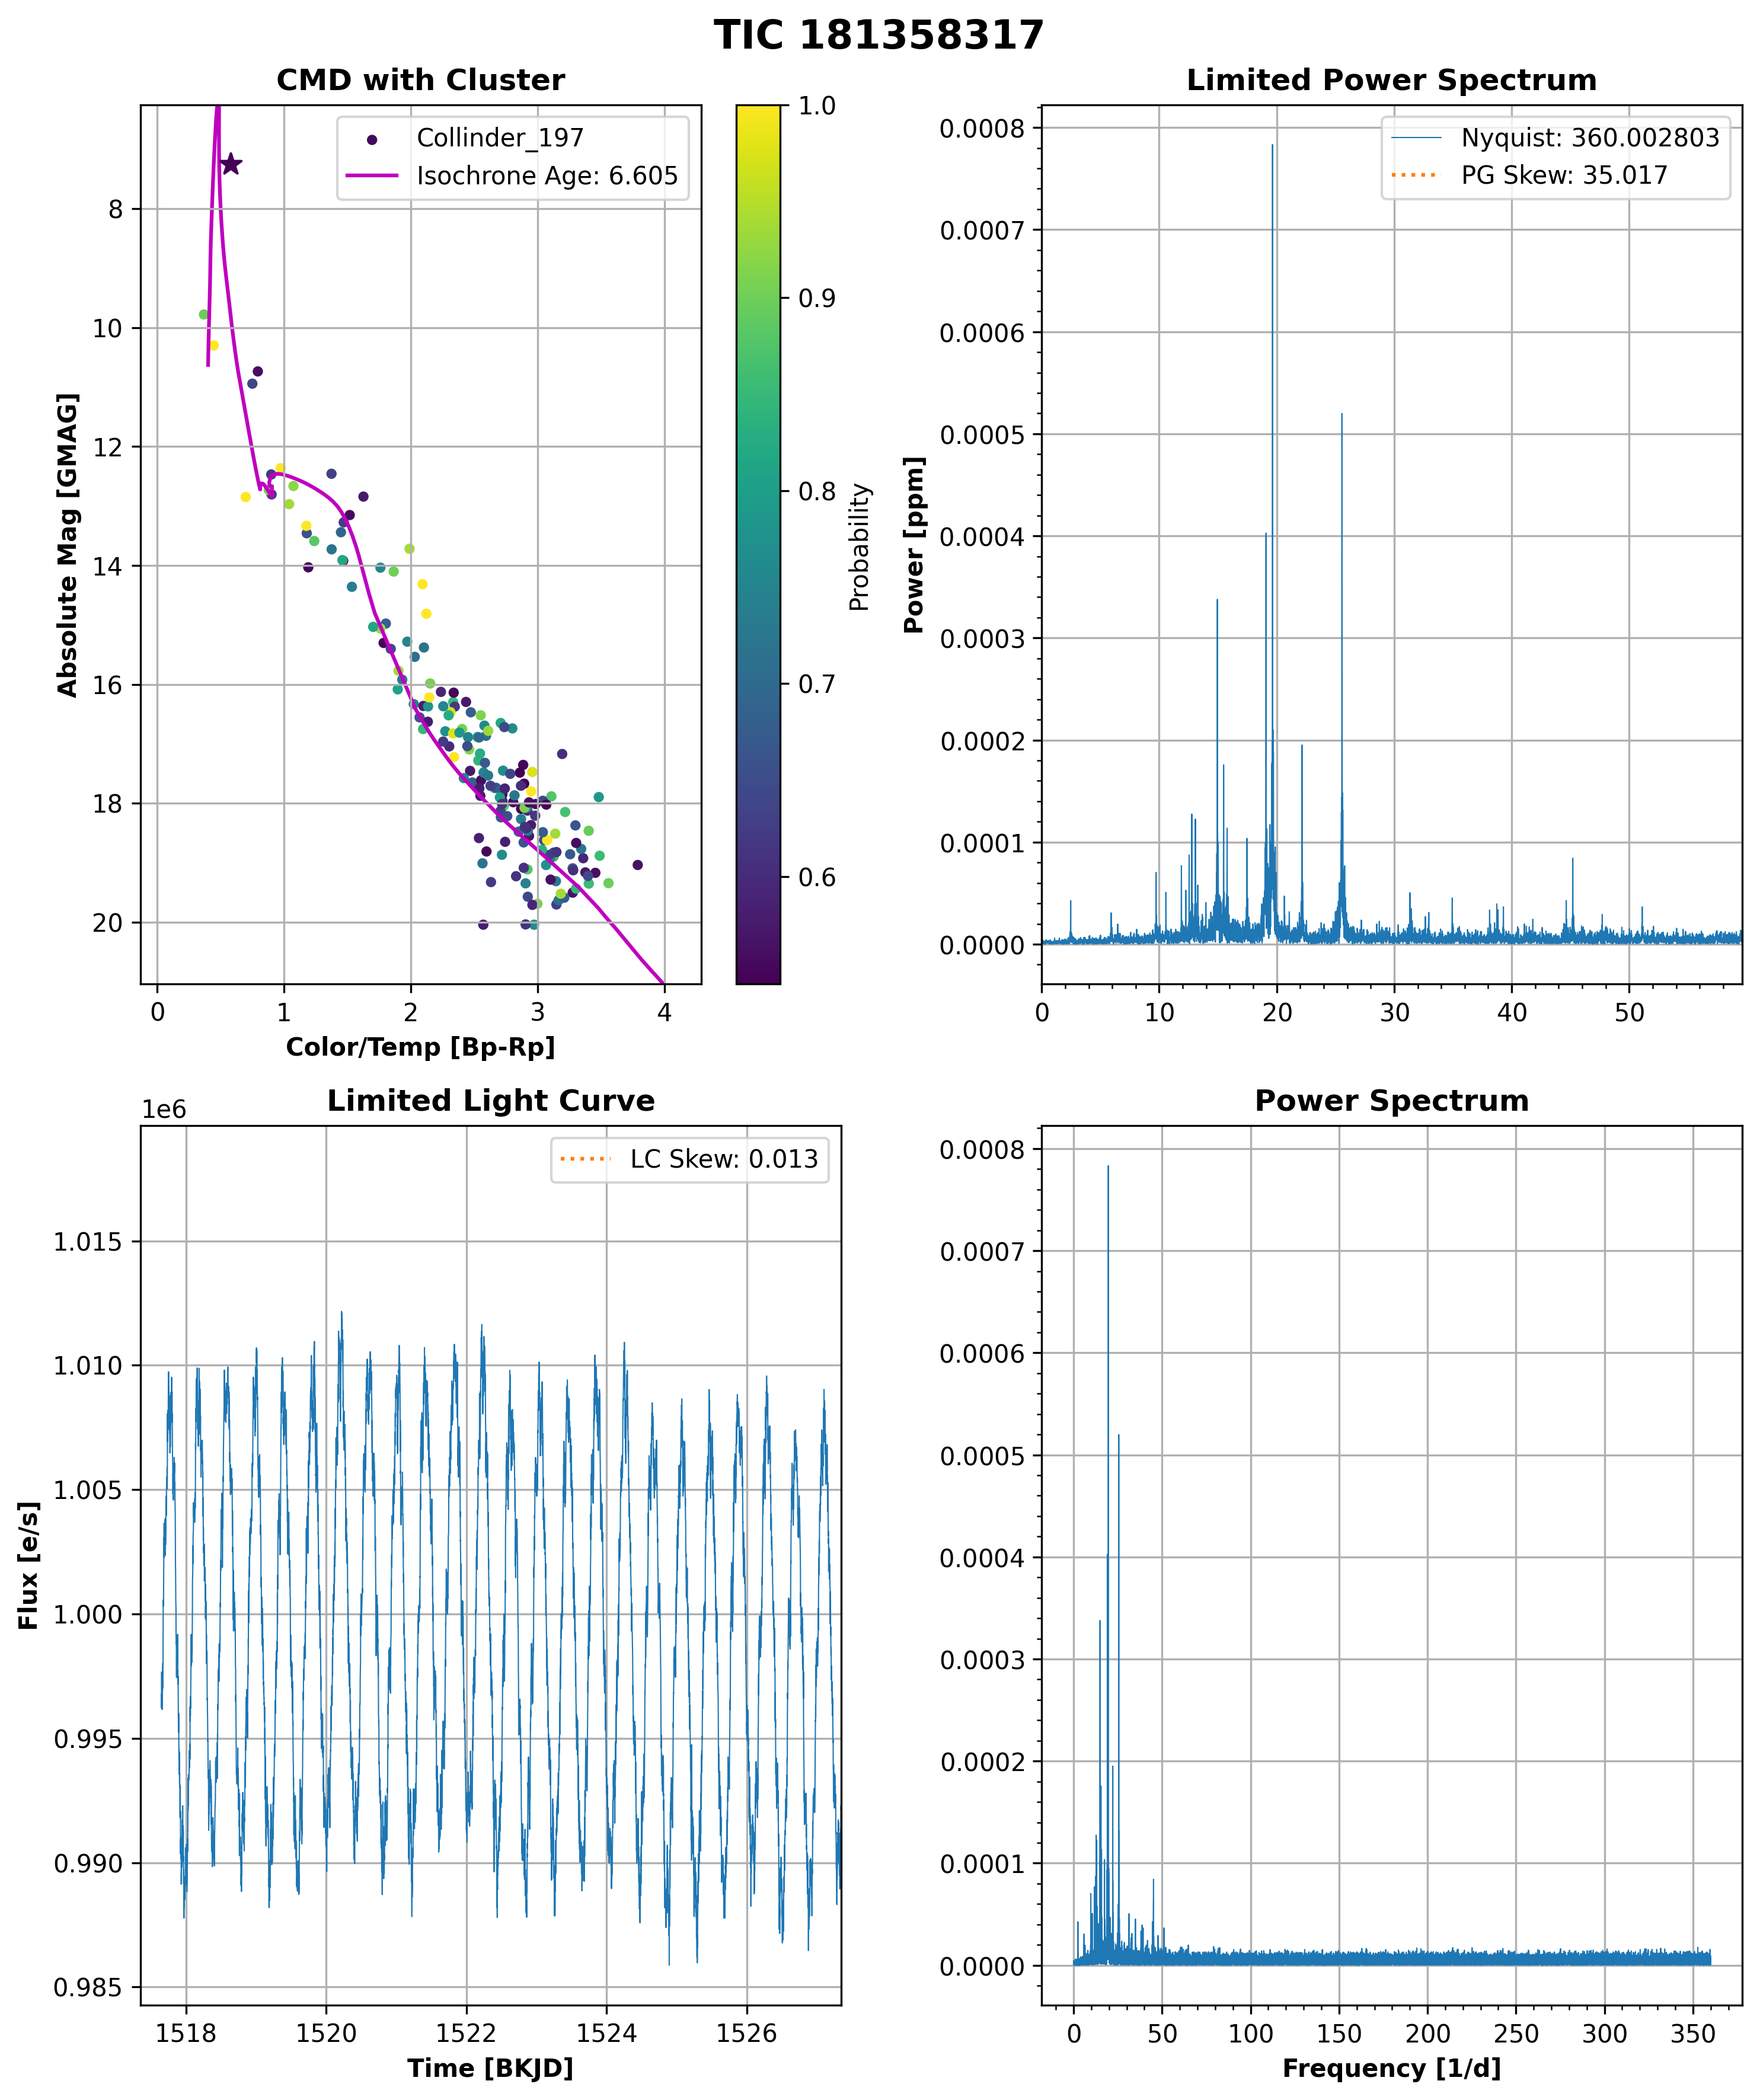 TIC 181358317
CMD with Cluster
Collinder_197
Isochrone Age: 6.605
8
10
12
14
16
18
20
0 1 2 3 4
Absolute Mag [GMAG]
Color/Temp [Bp-Rp]
1.0
0.9
0.8
0.7
0.6
Probability
Limited Power Spectrum
Nyquist: 360.002803
PG Skew: 35.017
0.0008
0.0007
0.0006
0.0005
0.0004
0.0003
0.0002
0.0001
0.0000
Power [ppm]
0 10 20 30 40 50
Limited Light Curve
1e6
LC Skew: 0.013
1.015
1.010
1.005
1.000
0.995
0.990
0.985
Flux [e/s]
1518 1520 1522 1524 1526
Time [BKJD]
Power Spectrum
0.0008
0.0007
0.0006
0.0005
0.0004
0.0003
0.0002
0.0001
0.0000
0 50 100 150 200 250 300 350
Frequency [1/d]